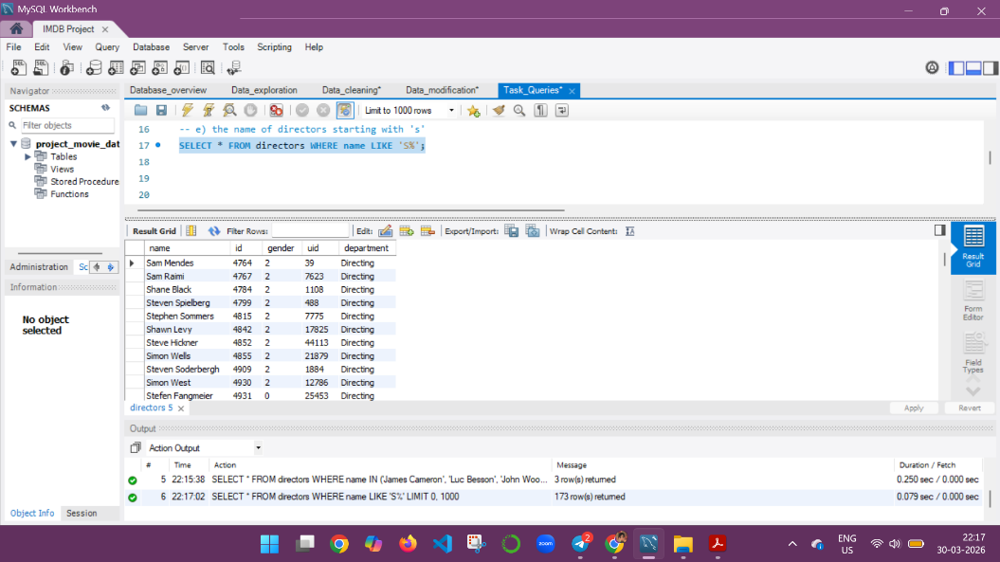 MySQL Workbench
IMDB Project
File Edit View Query Database Server Tools Scripting Help
Navigator
SCHEMAS
Filter objects
project_movie_dat
Tables
Views
Stored Procedure
Functions
Administration Sc
Information
No object
selected
Object Info Session
Database_overview Data_exploration Data_cleaning* Data_modification* Task_Queries*
Limit to 1000 rows
16 -- e) the name of directors starting with 's'
17 SELECT * FROM directors WHERE name LIKE 'S%';
18
19
20
Result Grid Filter Rows: Edit: Export/Import: Wrap Cell Content:
name id gender uid department
Sam Mendes 4764 2 39 Directing
Sam Raimi 4767 2 7623 Directing
Shane Black 4784 2 1108 Directing
Steven Spielberg 4799 2 488 Directing
Stephen Sommers 4815 2 7775 Directing
Shawn Levy 4842 2 17825 Directing
Steve Hickner 4852 2 44113 Directing
Simon Wells 4855 2 21879 Directing
Steven Soderbergh 4909 2 1884 Directing
Simon West 4930 2 12786 Directing
Stefen Fangmeier 4931 0 25453 Directing
Result
Grid
Form
Editor
Field
Types
directors 5 Apply Revert
Output
Action Output
# Time Action Message Duration / Fetch
5 22:15:38 SELECT * FROM directors WHERE name IN ('James Cameron', 'Luc Besson', 'John Woo... 3 row(s) returned 0.250 sec / 0.000 sec
6 22:17:02 SELECT * FROM directors WHERE name LIKE 'S%' LIMIT 0, 1000 173 row(s) returned 0.079 sec / 0.000 sec
zoom
2
ENG
US
22:17
30-03-2026